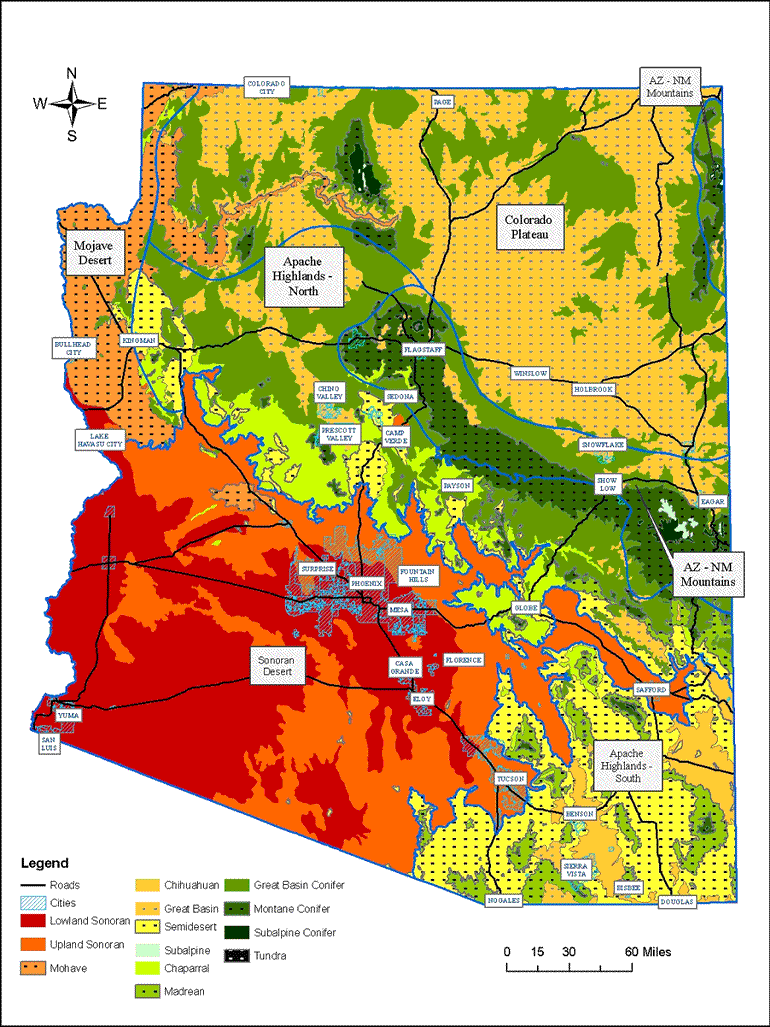 N
W E
S
COLORADO
CITY
PAGE
AZ - NM
Mountains
Colorado
Plateau
Mojave
Desert
Apache
Highlands -
North
KINGMAN
BULLHEAD
CITY
FLAGSTAFF
WINSLOW
HOLBROOK
CHINO
VALLEY
SEDONA
LAKE
HAVASU CITY
PRESCOTT
VALLEY
CAMP
VERDE
SNOWFLAKE
PAYSON
SHOW
LOW
EAGAR
AZ - NM
Mountains
SURPRISE
PHOENIX
FOUNTAIN
HILLS
MESA
GLOBE
Sonoran
Desert
CASA
GRANDE
FLORENCE
ELOY
SAFFORD
YUMA
SAN
LUIS
Apache
Highlands -
South
TUCSON
BENSON
SIERRA
VISTA
BISBEE
NOGALES
DOUGLAS
Legend
Roads
Cities
Lowland Sonoran
Upland Sonoran
Mohave
Chihuahuan
Great Basin
Semidesert
Subalpine
Chaparral
Madrean
Great Basin Conifer
Montane Conifer
Subalpine Conifer
Tundra
0 15 30 60 Miles